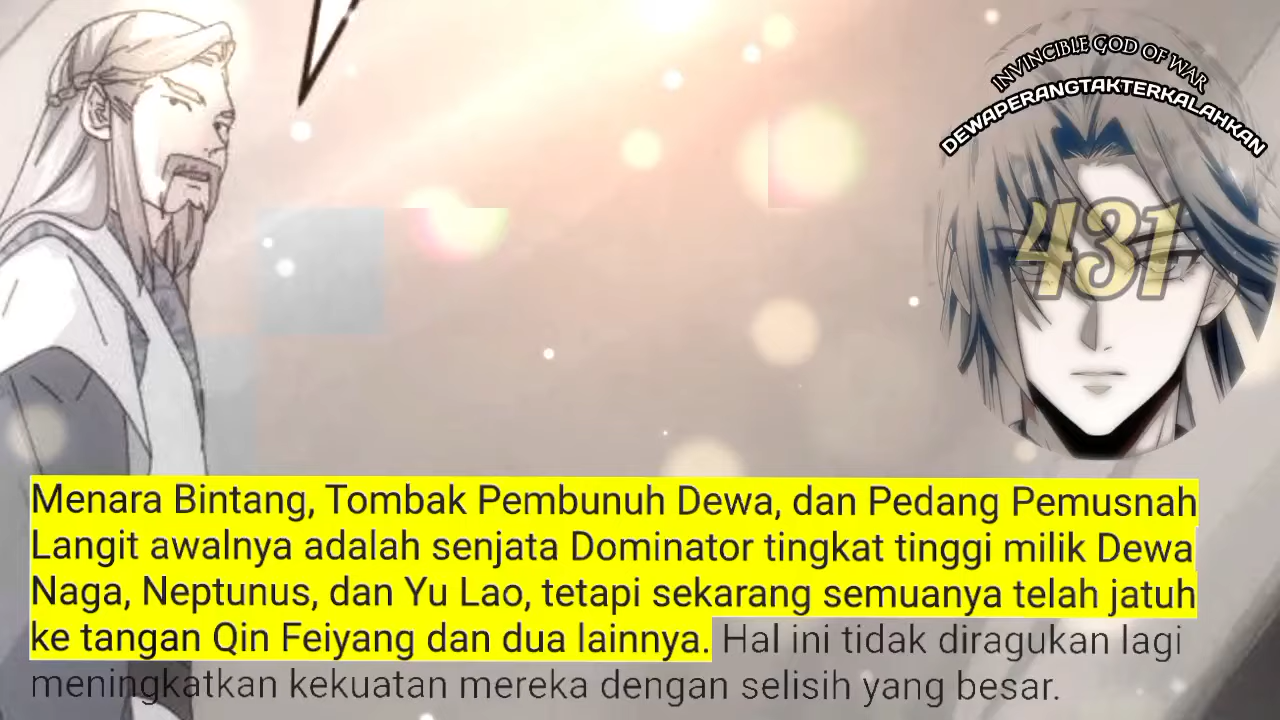 INVINCIBLE GOD OF WAR
DEWAPERANGTAKTERKALAHKAN
431
Menara Bintang, Tombak Pembunuh Dewa, dan Pedang Pemusnah
Langit awalnya adalah senjata Dominator tingkat tinggi milik Dewa
Naga, Neptunus, dan Yu Lao, tetapi sekarang semuanya telah jatuh
ke tangan Qin Feiyang dan dua lainnya. Hal ini tidak diragukan lagi
meningkatkan kekuatan mereka dengan selisih yang besar.